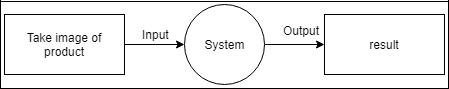 Take image of
product
Input
System
Output
result